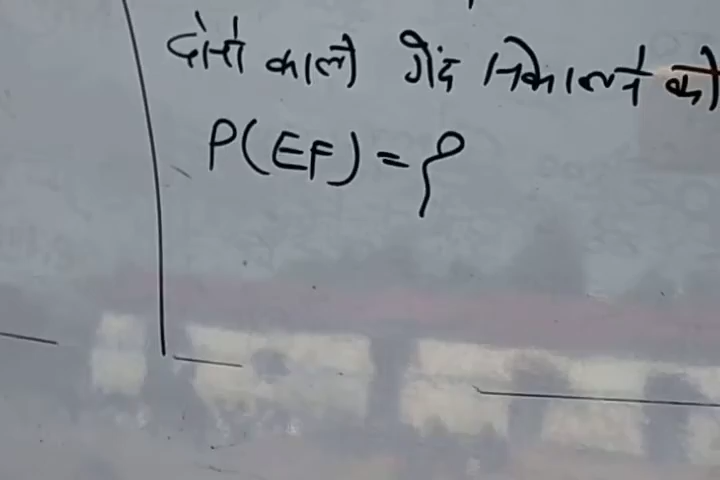 दोनो काली गेंद निकालने की
P(EF) = ?